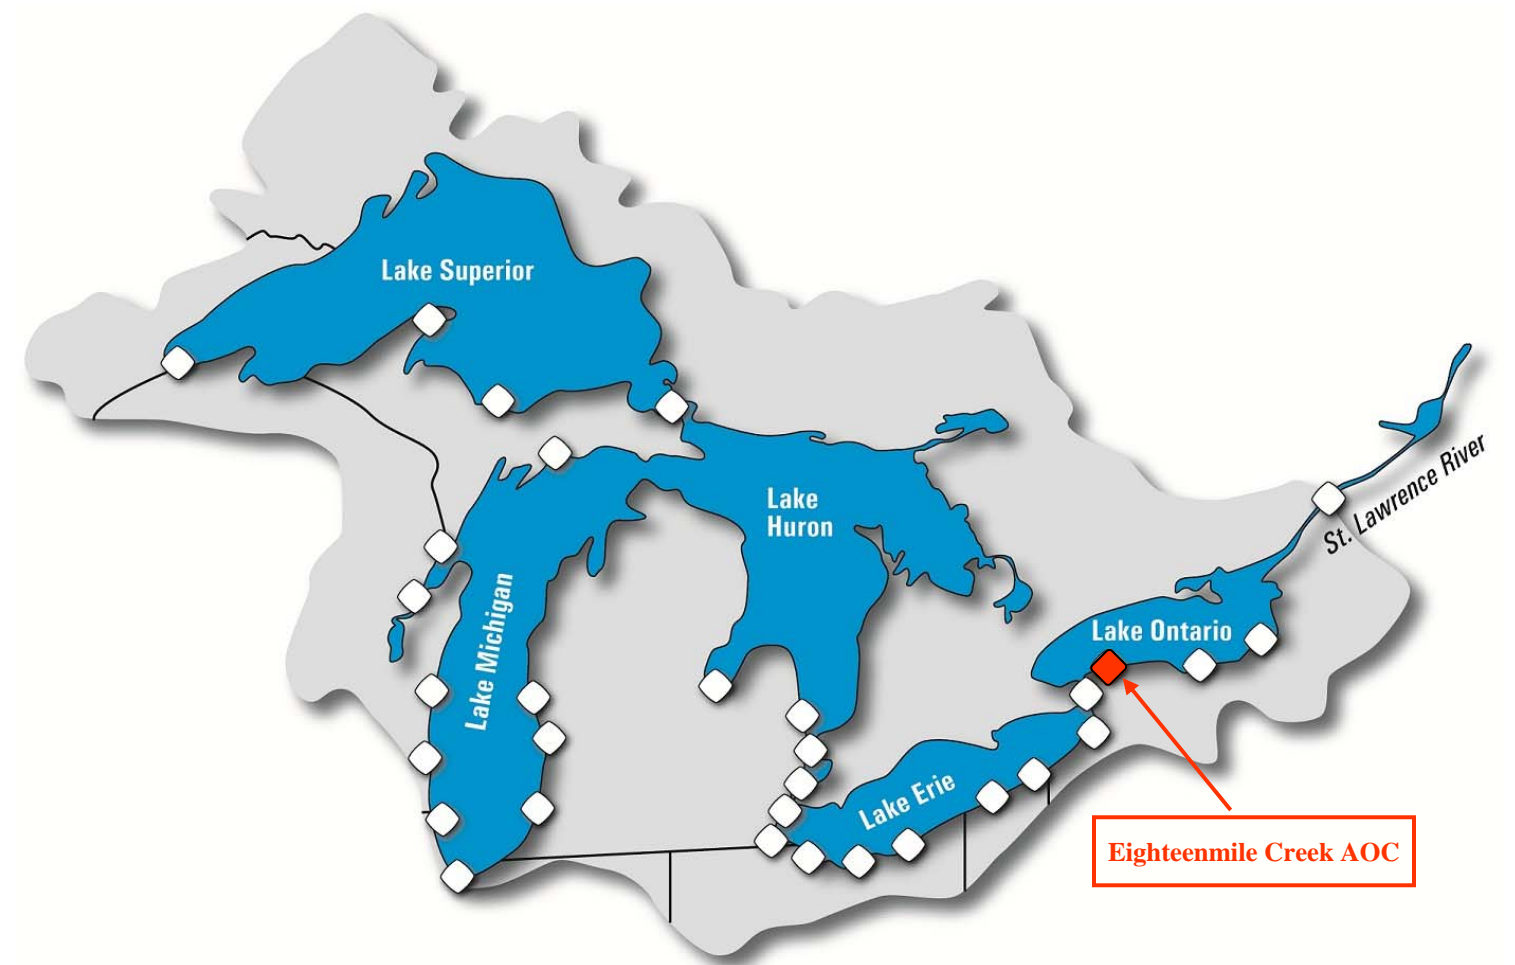 Lake Superior
Lake
Huron
St. Lawrence River
Lake Michigan
Lake Ontario
Lake Erie
Eighteenmile Creek AOC